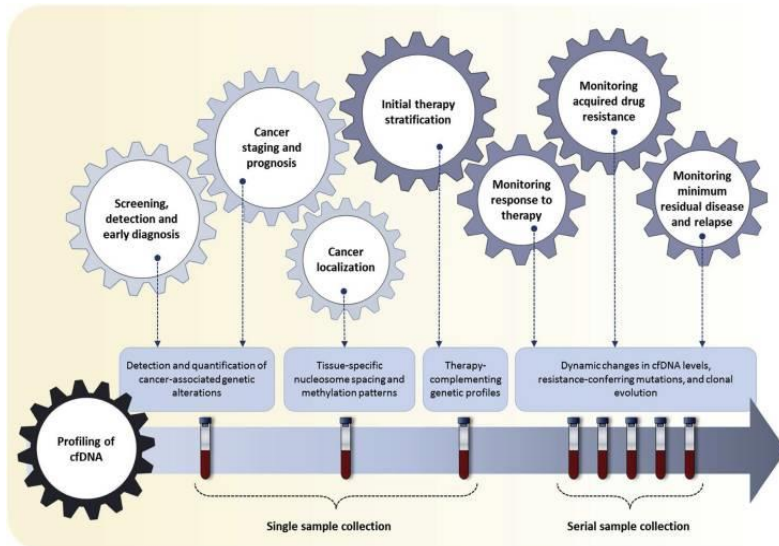 Screening,
detection and
early diagnosis
Cancer
staging and
prognosis
Cancer
localization
Initial therapy
stratification
Monitoring
response to
therapy
Monitoring
acquired drug
resistance
Monitoring
minimum
residual disease
and relapse
Detection and quantification of
cancer-associated genetic
alterations
Tissue-specific
nucleosome spacing and
methylation patterns
Therapy-
complementing
genetic profiles
Dynamic changes in cfDNA levels,
resistance-conferring mutations, and clonal
evolution
Profiling of
cfDNA
Single sample collection
Serial sample collection